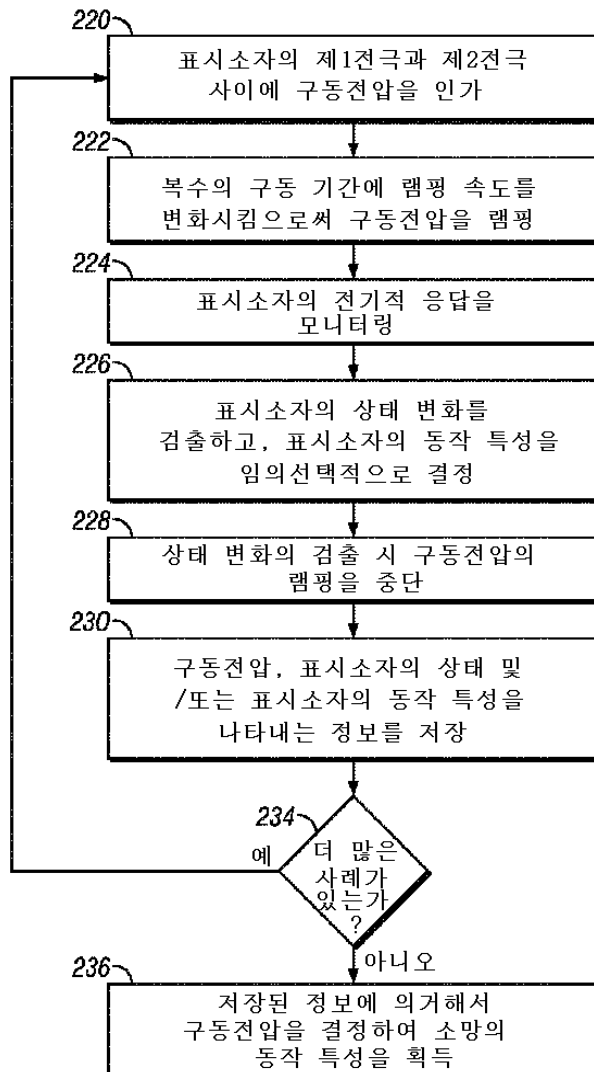 220
표시소자의 제1전극과 제2전극
사이에 구동전압을 인가
222
복수의 구동 기간에 램핑 속도를
변화시킴으로써 구동전압을 램핑
224
표시소자의 전기적 응답을
모니터링
226
표시소자의 상태 변화를
검출하고, 표시소자의 동작 특성을
임의선택적으로 결정
228
상태 변화의 검출 시 구동전압의
램핑을 중단
230
구동전압, 표시소자의 상태 및
/또는 표시소자의 동작 특성을
나타내는 정보를 저장
234
예
더 많은
사례가
있는가
?
아니오
236
저장된 정보에 의거해서
구동전압을 결정하여 소망의
동작 특성을 획득